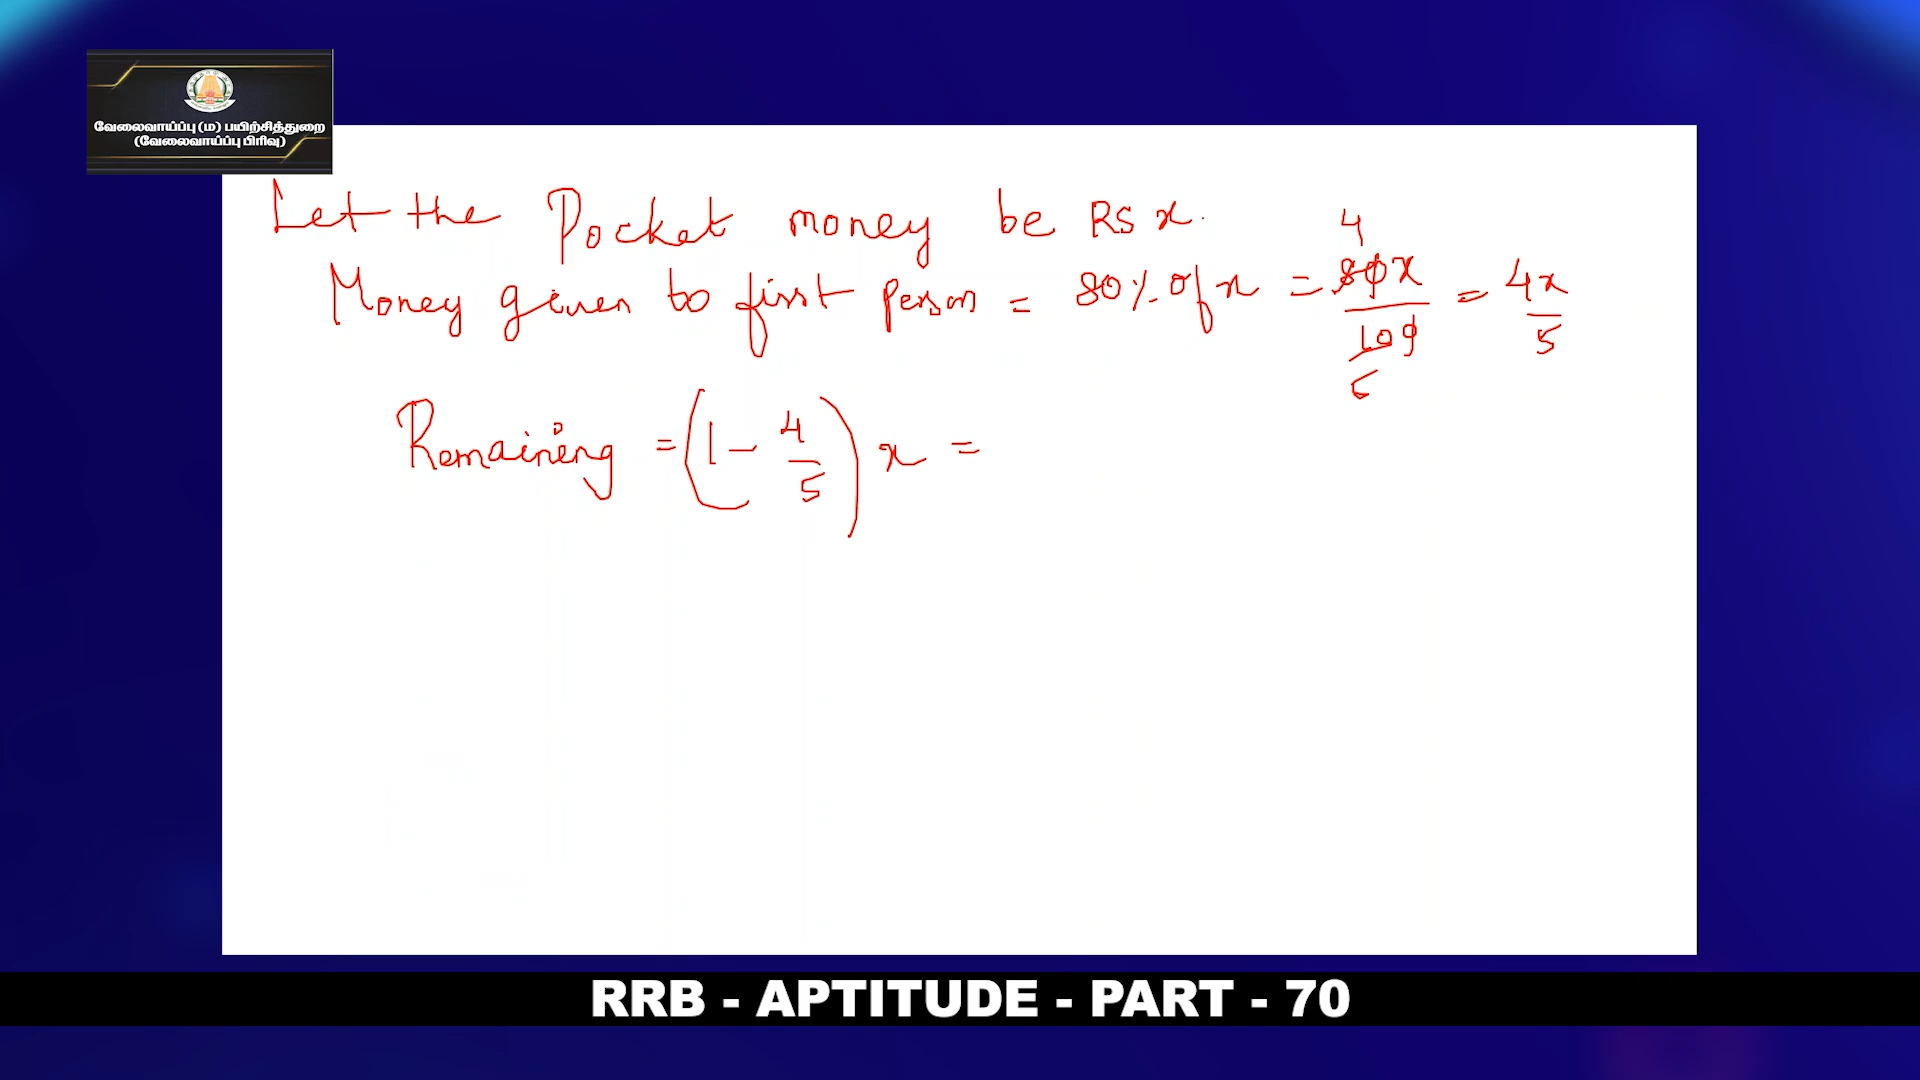 வேலைவாய்ப்பு (ம) பயிற்சித்துறை
(வேலைவாய்ப்பு பிரிவு)
Let the Pocket money be RS x.
Money given to first person = 80% of x = 80x/100 = 4x/5
4
5
Remaining = (1 - 4/5) x =
RRB - APTITUDE - PART - 70